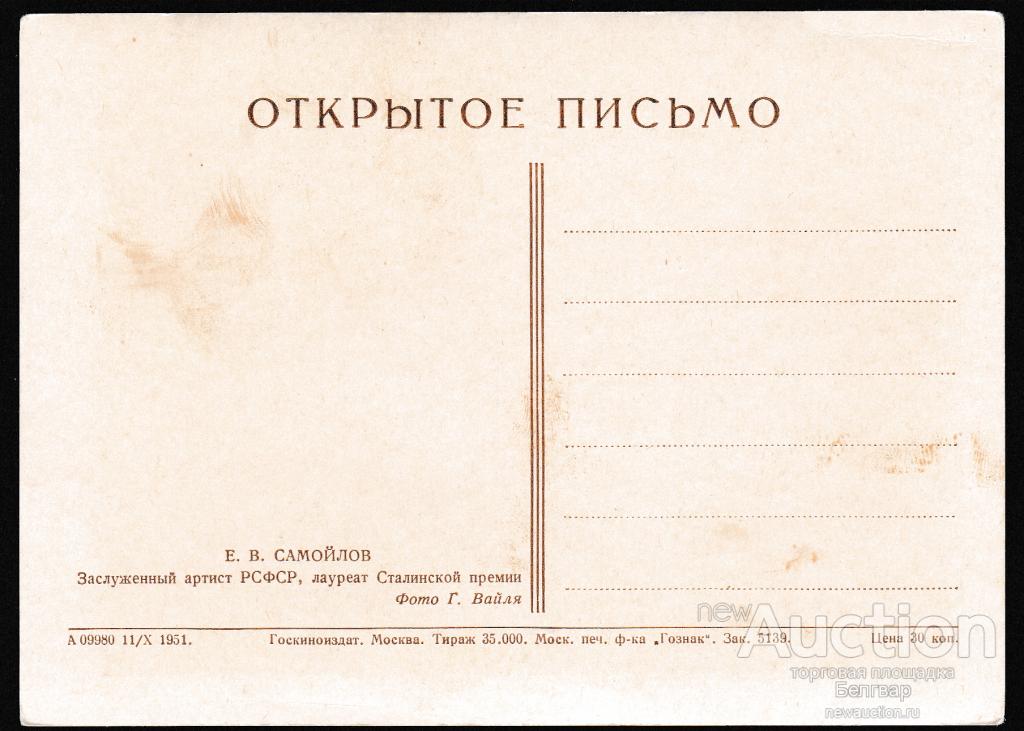 ОТКРЫТОЕ ПИСЬМО
Е. В. САМОЙЛОВ
Заслуженный артист РСФСР, лауреат Сталинской премии
Фото Г. Вайля
А 09980 11/X 1951. Госкиноиздат. Москва. Тираж 35.000. Моск. печ. ф-ка „Гознак“. Зак. 5139. Цена 30 коп.
newAuction
торговая площадка
Белгвар
newauction.ru